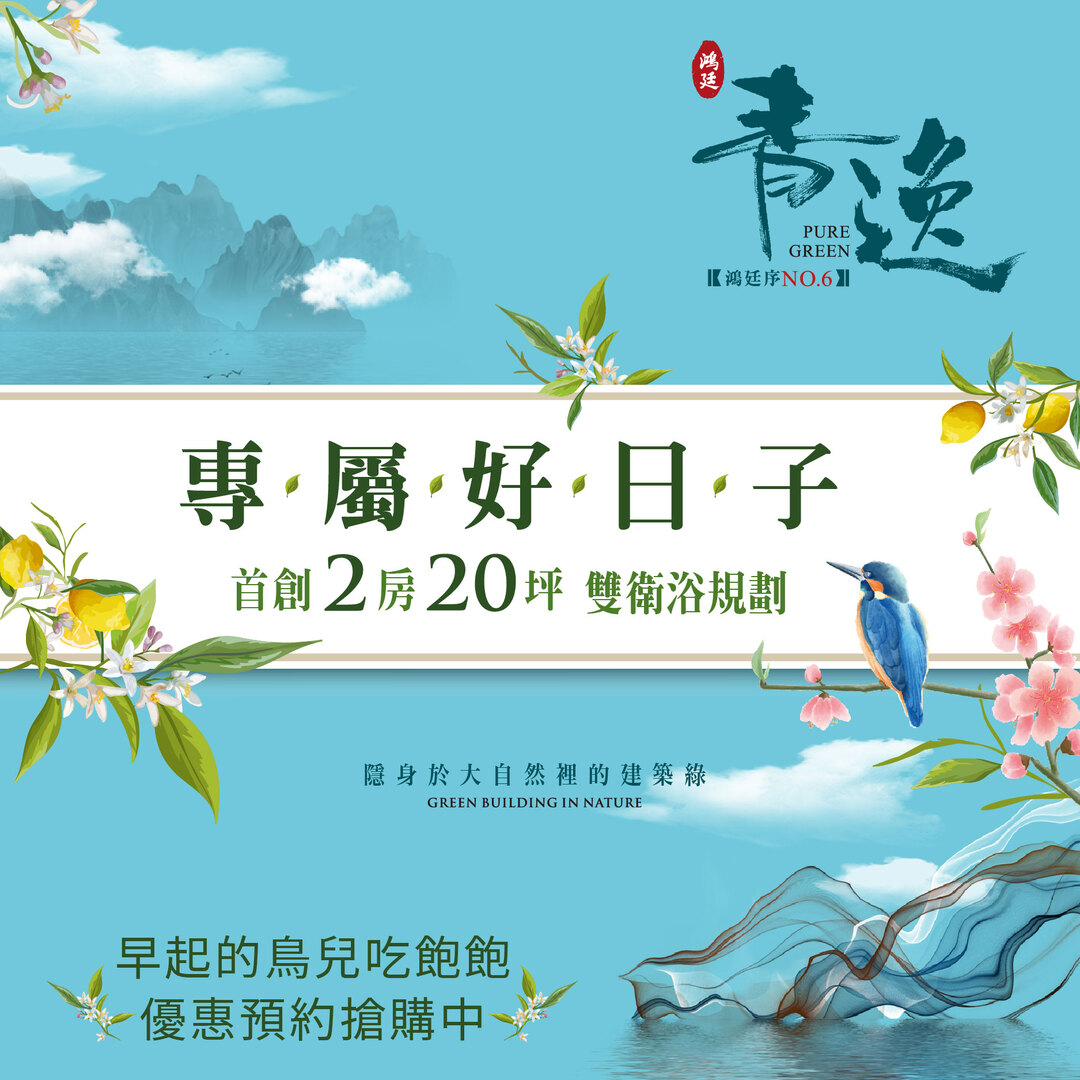 鴻廷
青逸
PURE
GREEN
鴻廷序NO.6
專·屬·好·日·子
首創2房20坪 雙衛浴規劃
隱身於大自然裡的建築綠
GREEN BUILDING IN NATURE
早起的鳥兒吃飽飽
優惠預約搶購中